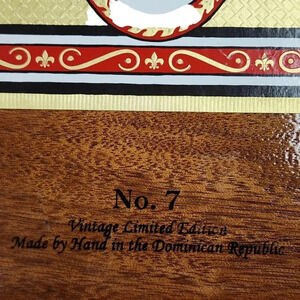 No. 7
Vintage Limited Edition
Made by Hand in the Dominican Republic